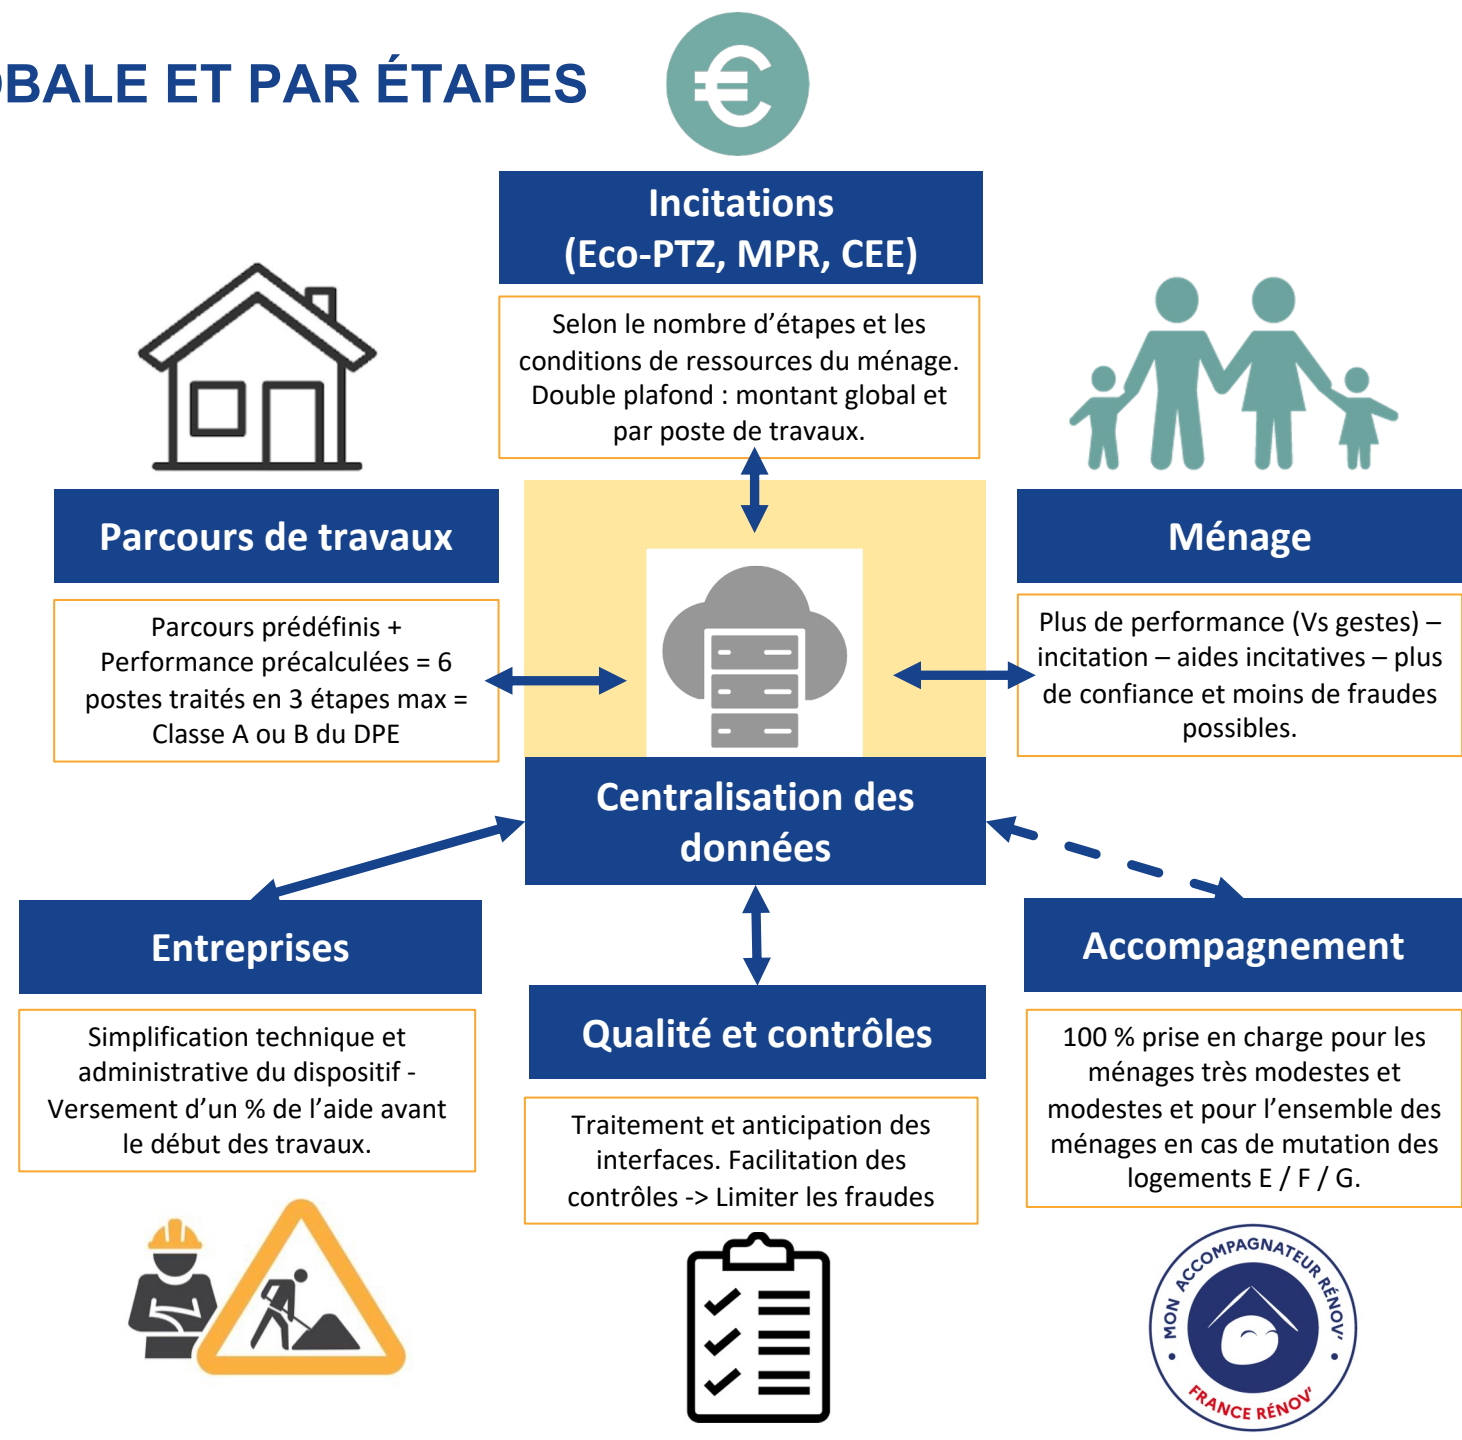 OBALE ET PAR ÉTAPES
Incitations
(Eco-PTZ, MPR, CEE)
Selon le nombre d’étapes et les
conditions de ressources du ménage.
Double plafond : montant global et
par poste de travaux.
Parcours de travaux
Parcours prédéfinis +
Performance précalculées = 6
postes traités en 3 étapes max =
Classe A ou B du DPE
Ménage
Plus de performance (Vs gestes) –
incitation – aides incitatives – plus
de confiance et moins de fraudes
possibles.
Centralisation des
données
Entreprises
Simplification technique et
administrative du dispositif -
Versement d’un % de l’aide avant
le début des travaux.
Qualité et contrôles
Traitement et anticipation des
interfaces. Facilitation des
contrôles -> Limiter les fraudes
Accompagnement
100 % prise en charge pour les
ménages très modestes et
modestes et pour l’ensemble des
ménages en cas de mutation des
logements E / F / G.
• MON ACCOMPAGNATEUR RÉNOV’ •
FRANCE RÉNOV’